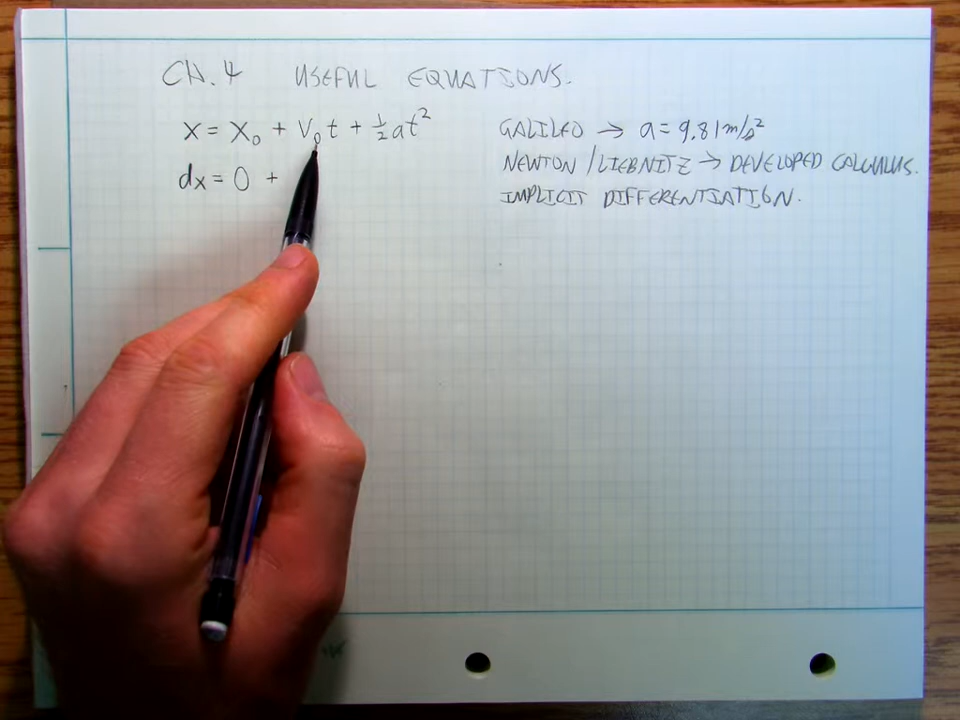 CH. 4 USEFUL EQUATIONS.
x = x₀ + v₀t + ½at²
dx = 0 +
GALILEO → a = 9.81 m/s²
NEWTON / LIEBNITZ → DEVELOPED CALCULUS.
IMPLICIT DIFFERENTIATION.